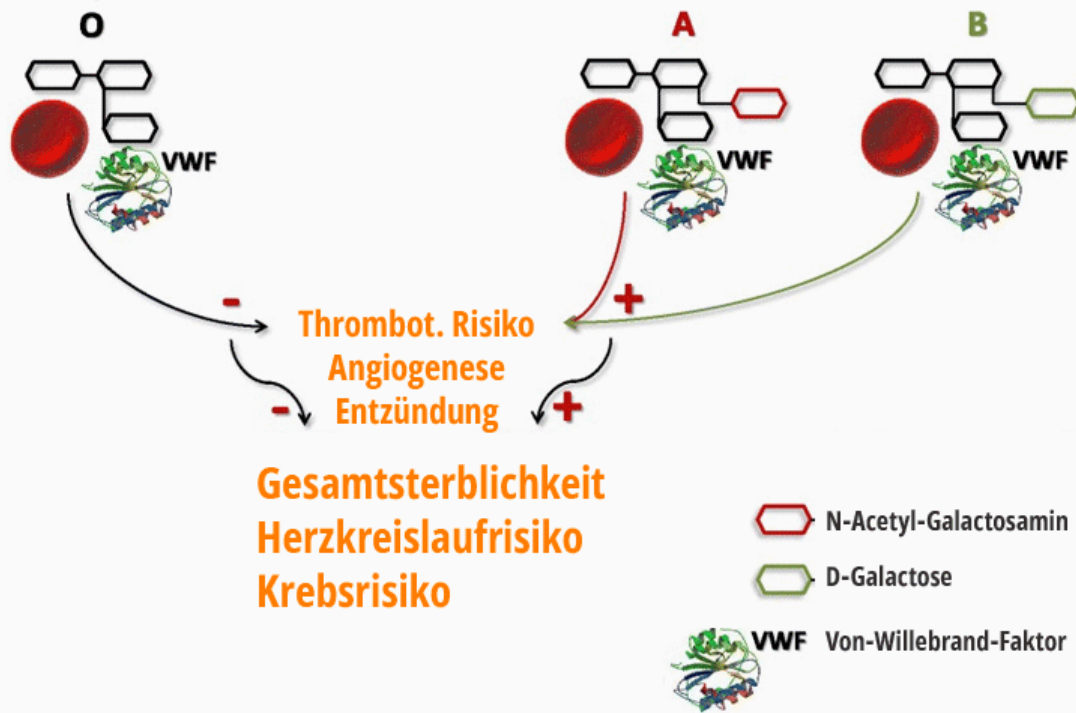 O
A
B
VWF
VWF
VWF
-
+
Thrombot. Risiko
Angiogenese
Entzündung
-
+
Gesamtsterblichkeit
Herzkreislaufrisiko
Krebsrisiko
N-Acetyl-Galactosamin
D-Galactose
VWF Von-Willebrand-Faktor